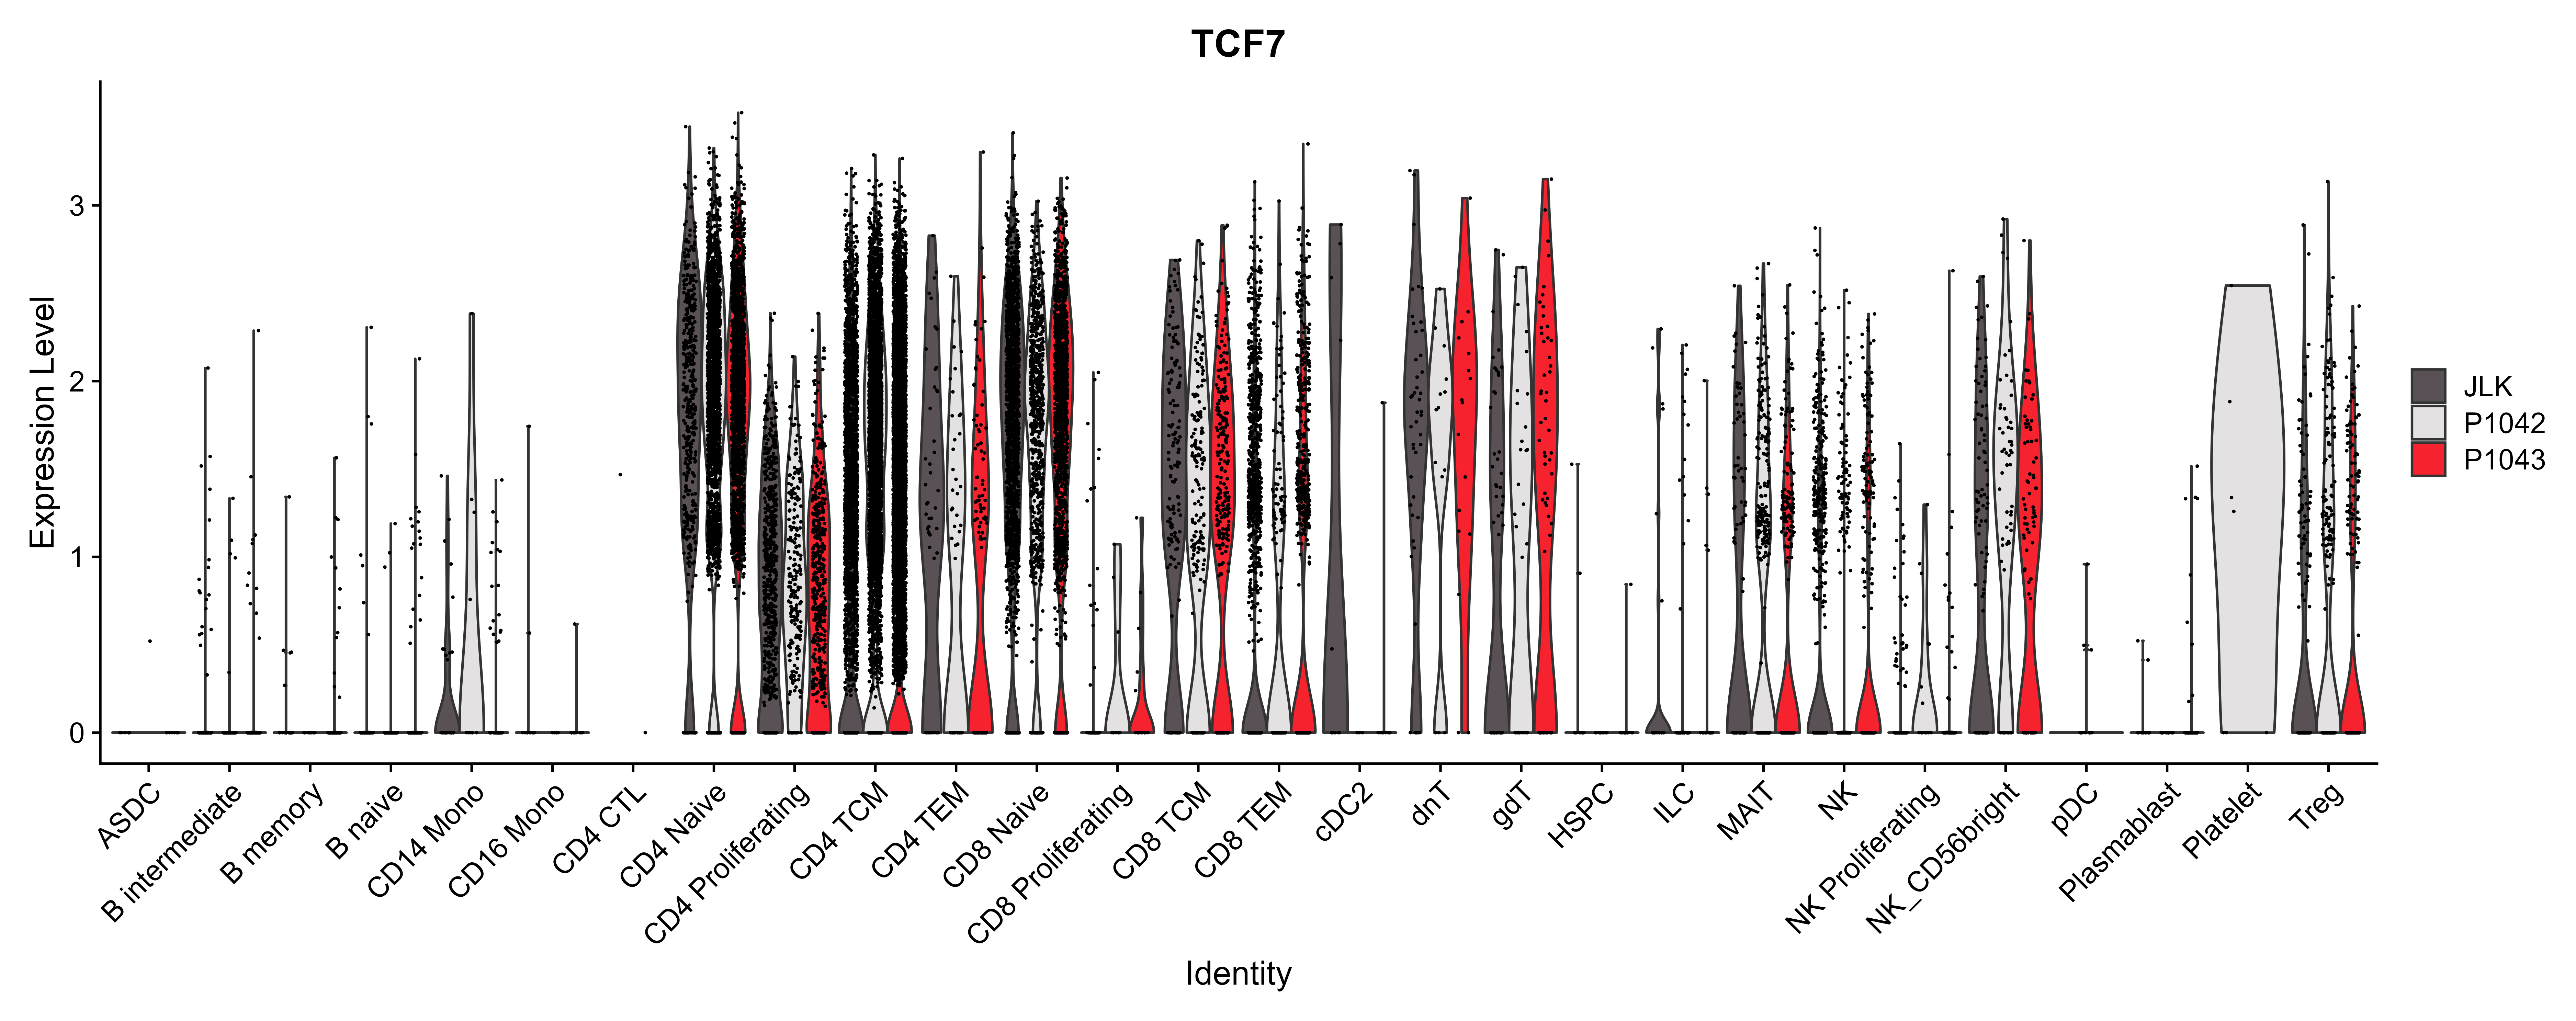 TCF7
Expression Level
3
2
1
0
ASDC
B intermediate
B memory
B naive
CD14 Mono
CD16 Mono
CD4 CTL
CD4 Naive
CD4 Proliferating
CD4 TCM
CD4 TEM
CD8 Naive
CD8 Proliferating
CD8 TCM
CD8 TEM
cDC2
dnT
gdT
HSPC
ILC
MAIT
NK
NK Proliferating
NK_CD56bright
pDC
Plasmablast
Platelet
Treg
Identity
JLK
P1042
P1043